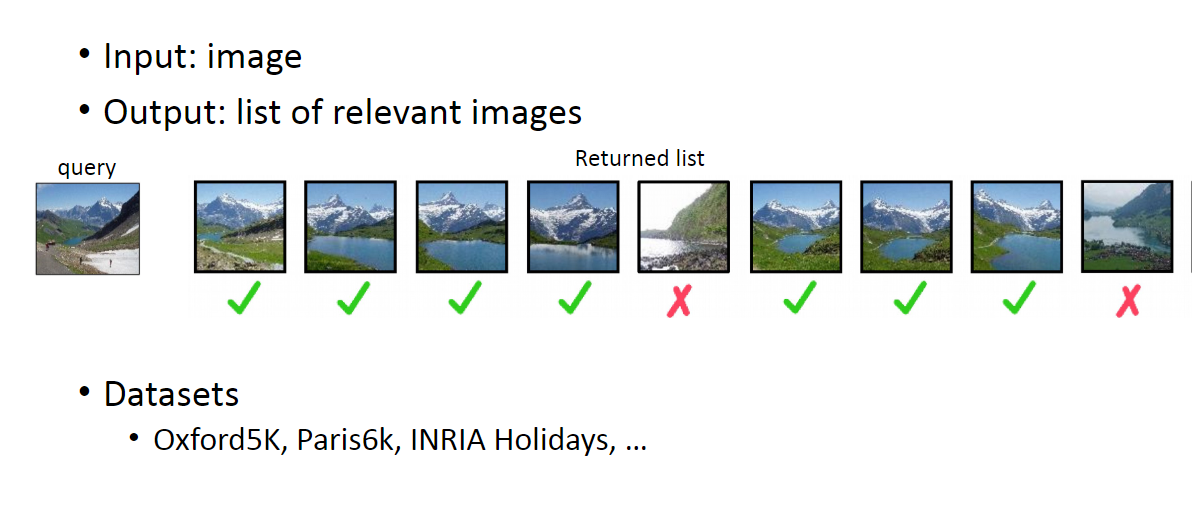 • Input: image
• Output: list of relevant images
query
Returned list
• Datasets
• Oxford5K, Paris6k, INRIA Holidays, ...